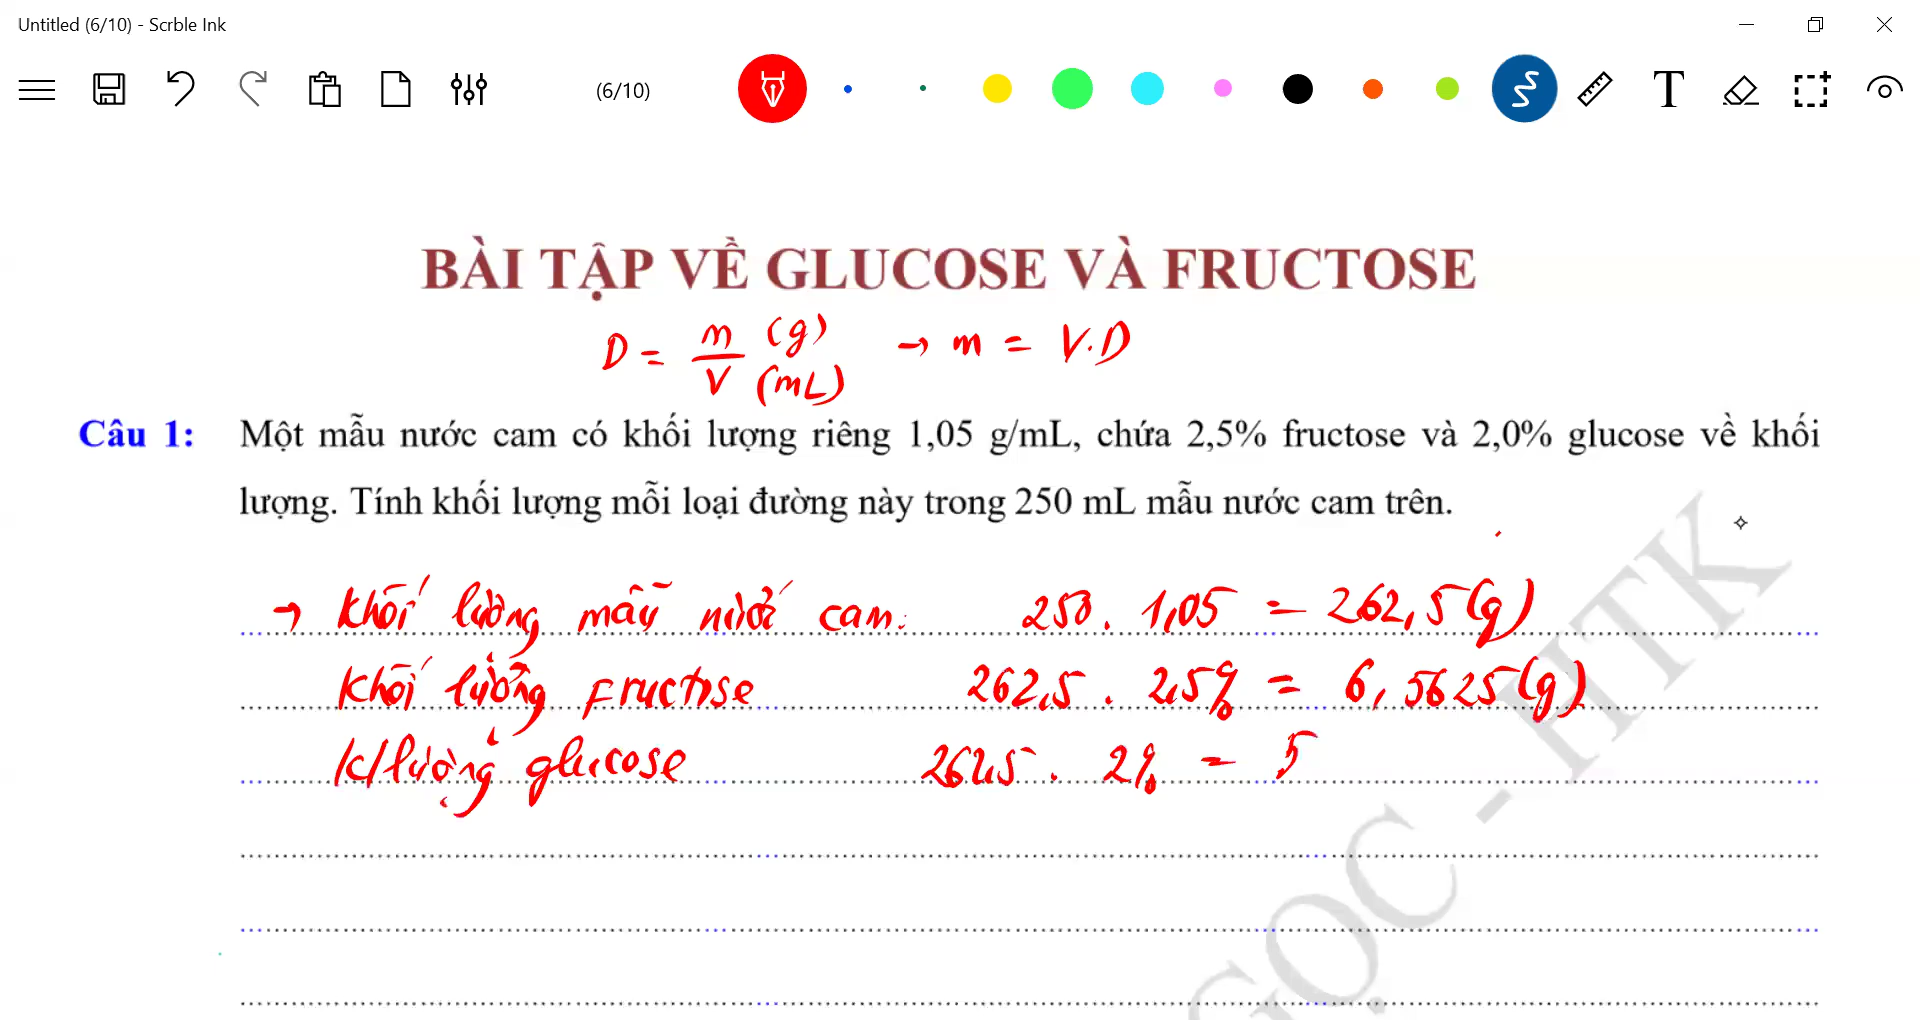 Untitled (6/10) - Scrble Ink
(6/10)
T
BÀI TẬP VỀ GLUCOSE VÀ FRUCTOSE
D = m (g) / V (mL) → m = V.D
Câu 1: Một mẫu nước cam có khối lượng riêng 1,05 g/mL, chứa 2,5% fructose và 2,0% glucose về khối
lượng. Tính khối lượng mỗi loại đường này trong 250 mL mẫu nước cam trên.
→ Khối lượng mẫu nước cam: 250 . 1,05 = 262,5 (g)
Khối lượng Fructose 262,5 . 2,5% = 6,5625 (g)
K/lượng glucose 262,5 . 2% = 5
GỌC - HTK